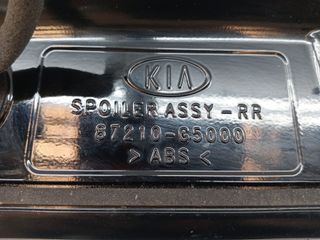 KIA
SPOILER ASSY-RR
87210-G5000
>ABS<